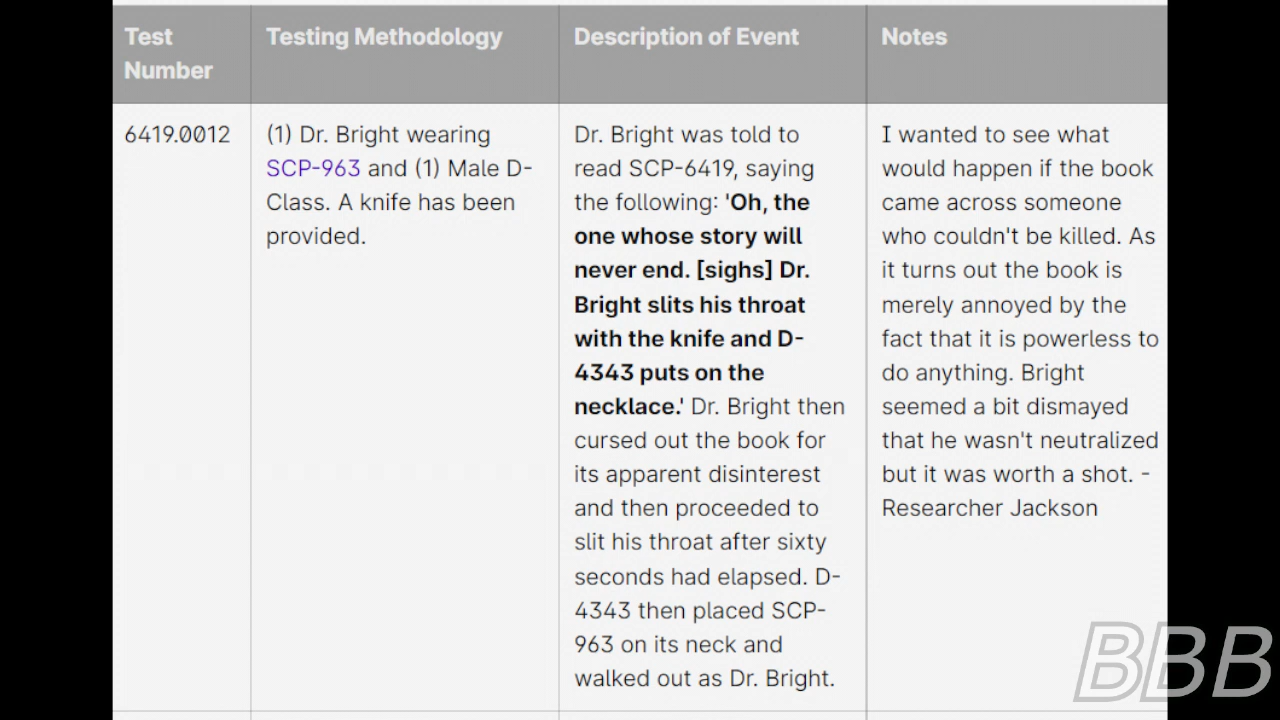 Test
Number
Testing Methodology
Description of Event
Notes
6419.0012
(1) Dr. Bright wearing
SCP-963 and (1) Male D-
Class. A knife has been
provided.
Dr. Bright was told to
read SCP-6419, saying
the following: 'Oh, the
one whose story will
never end. [sighs] Dr.
Bright slits his throat
with the knife and D-
4343 puts on the
necklace.' Dr. Bright then
cursed out the book for
its apparent disinterest
and then proceeded to
slit his throat after sixty
seconds had elapsed. D-
4343 then placed SCP-
963 on its neck and
walked out as Dr. Bright.
I wanted to see what
would happen if the book
came across someone
who couldn't be killed. As
it turns out the book is
merely annoyed by the
fact that it is powerless to
do anything. Bright
seemed a bit dismayed
that he wasn't neutralized
but it was worth a shot. -
Researcher Jackson
BBB